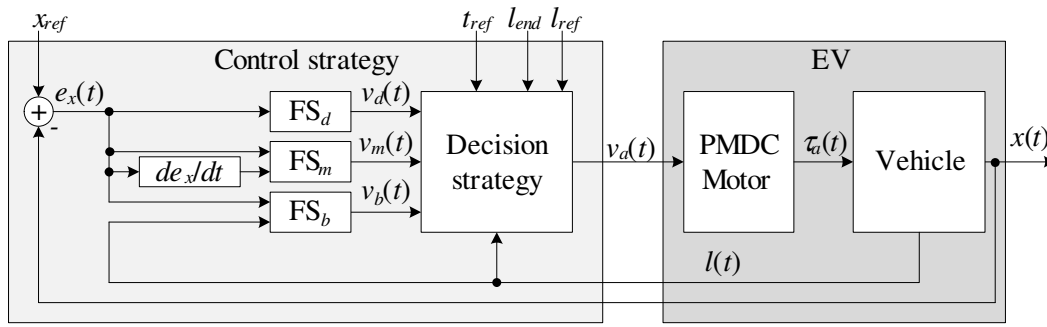 x_ref
t_ref l_end l_ref
Control strategy
EV
e_x(t)
+
-
FS_d
v_d(t)
FS_m
v_m(t)
de_x/dt
FS_b
v_b(t)
Decision
strategy
v_a(t)
PMDC
Motor
τ_a(t)
Vehicle
x(t)
l(t)